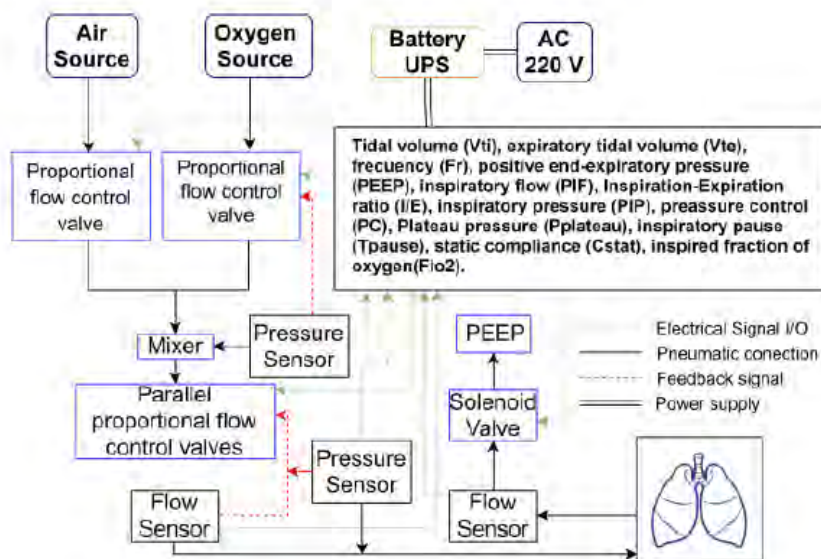 Air
Source
Oxygen
Source
Battery
UPS
AC
220 V
Proportional
flow control
valve
Proportional
flow control
valve
Tidal volume (Vti), expiratory tidal volume (Vte),
frecuency (Fr), positive end-expiratory pressure
(PEEP), inspiratory flow (PIF), Inspiration-Expiration
ratio (I/E), inspiratory pressure (PIP), preassure control
(PC), Plateau pressure (Pplateau), inspiratory pause
(Tpause), static compliance (Cstat), inspired fraction of
oxygen(Fio2).
Mixer
Pressure
Sensor
PEEP
Electrical Signal I/O
Pneumatic conection
Feedback signal
Power supply
Parallel
proportional flow
control valves
Solenoid
Valve
Pressure
Sensor
Flow
Sensor
Flow
Sensor